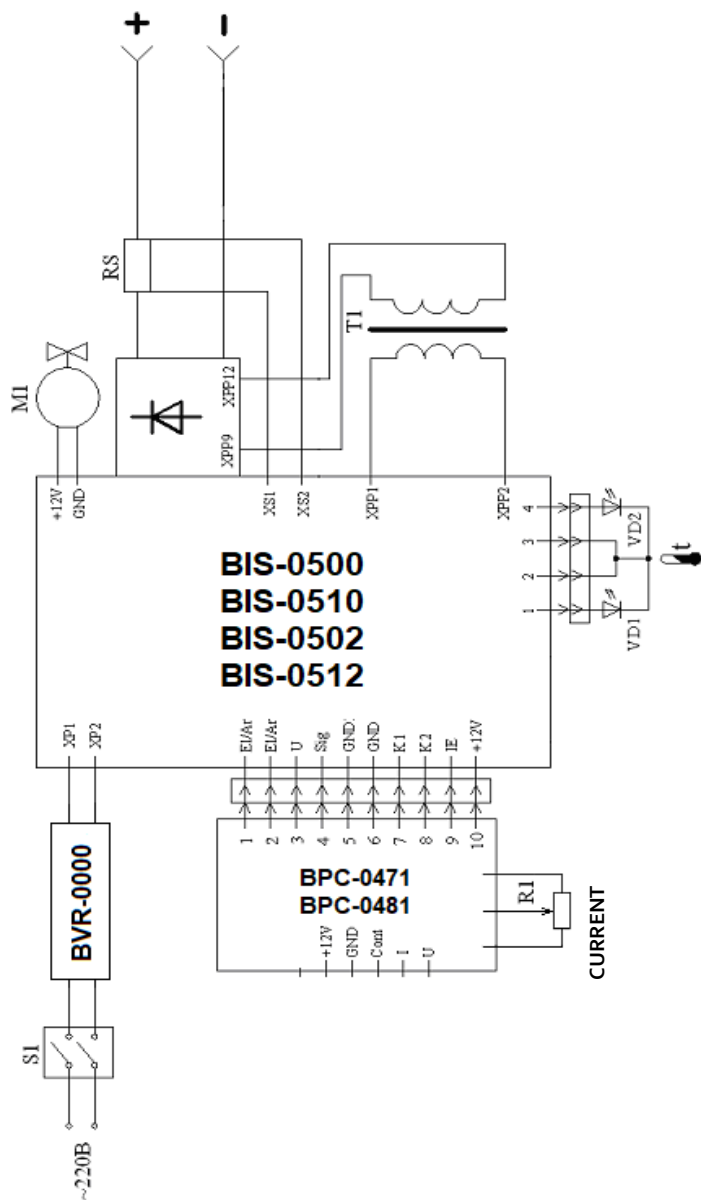 +
-
RS
M1
T1
XPP12
XPP9
+12V
GND
XS1
XS2
XPP1
XPP2
BIS-0500
BIS-0510
BIS-0502
BIS-0512
4
3
2
1
VD2
VD1
t
XP1
XP2
El/Ar
El/Ar
U
Sig
GND
GND
K1
K2
IE
+12V
1
2
3
4
5
6
7
8
9
10
BVR-0000
BPC-0471
BPC-0481
+12V
GND
Cont
I
U
R1
CURRENT
S1
~220В